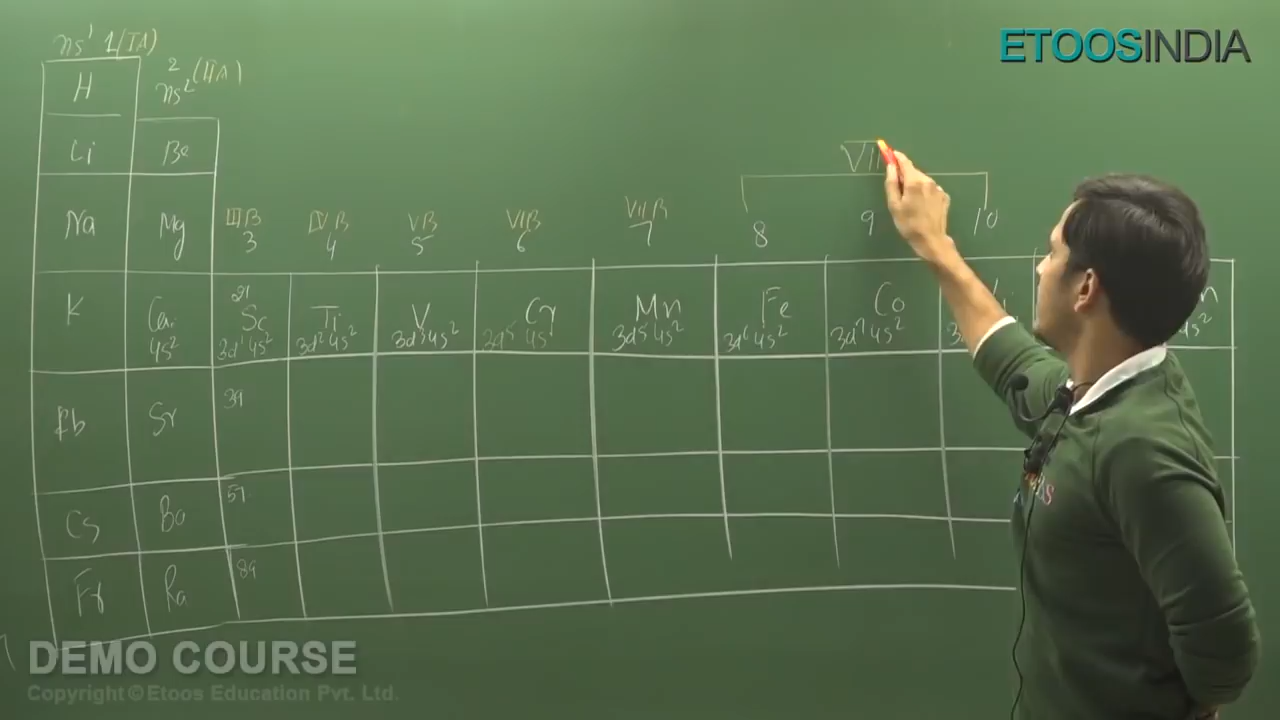 ETOOSINDIA
ns¹ 1(IA)
2 (IIA)
ns²
VII
IIIB IVB VB VIB VIIB
3 4 5 6 7 8 9 10
H
Li Be
Na Mg
K Ca 21 Sc Ti V Cr Mn Fe Co
4s² 3d¹4s² 3d²4s² 3d³4s² 3d⁵4s¹ 3d⁵4s² 3d⁶4s² 3d⁷4s²
Rb Sr 39
Cs Ba 57
Fr Ra 89
DEMO COURSE
Copyright © Etoos Education Pvt. Ltd.